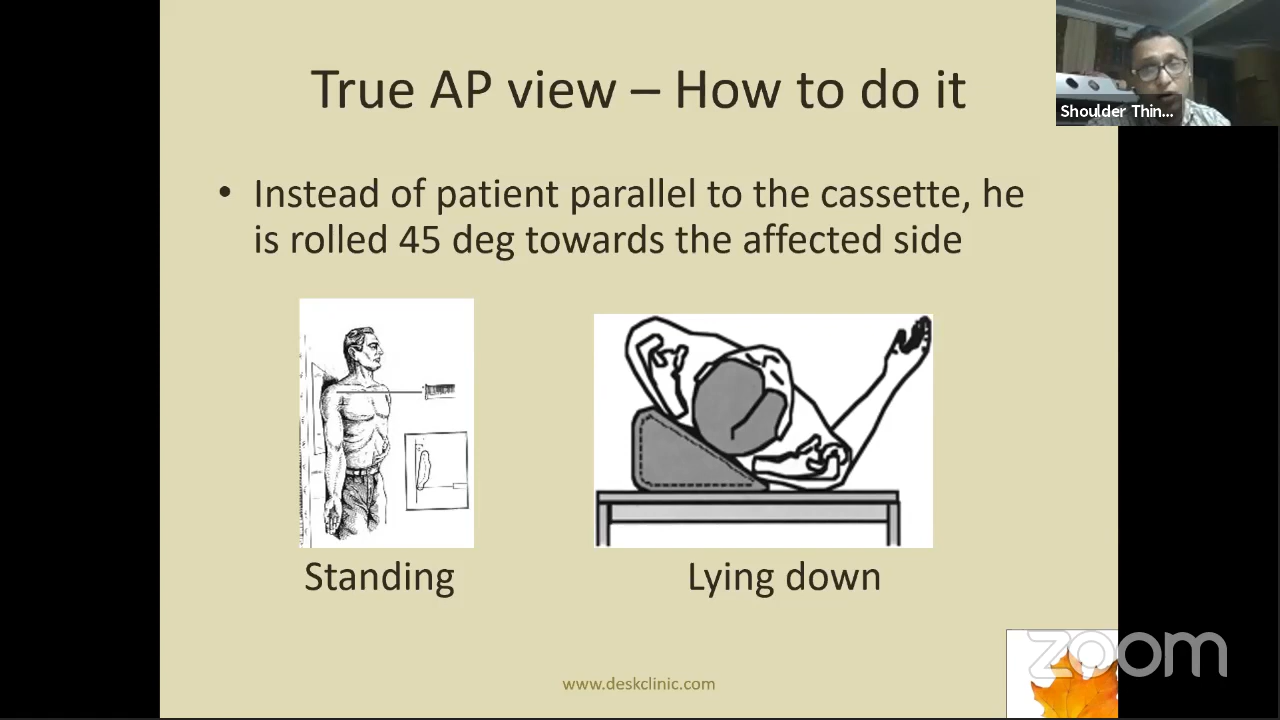 True AP view – How to do it
Shoulder Thin...
• Instead of patient parallel to the cassette, he
is rolled 45 deg towards the affected side
Standing
Lying down
www.deskclinic.com
zoom